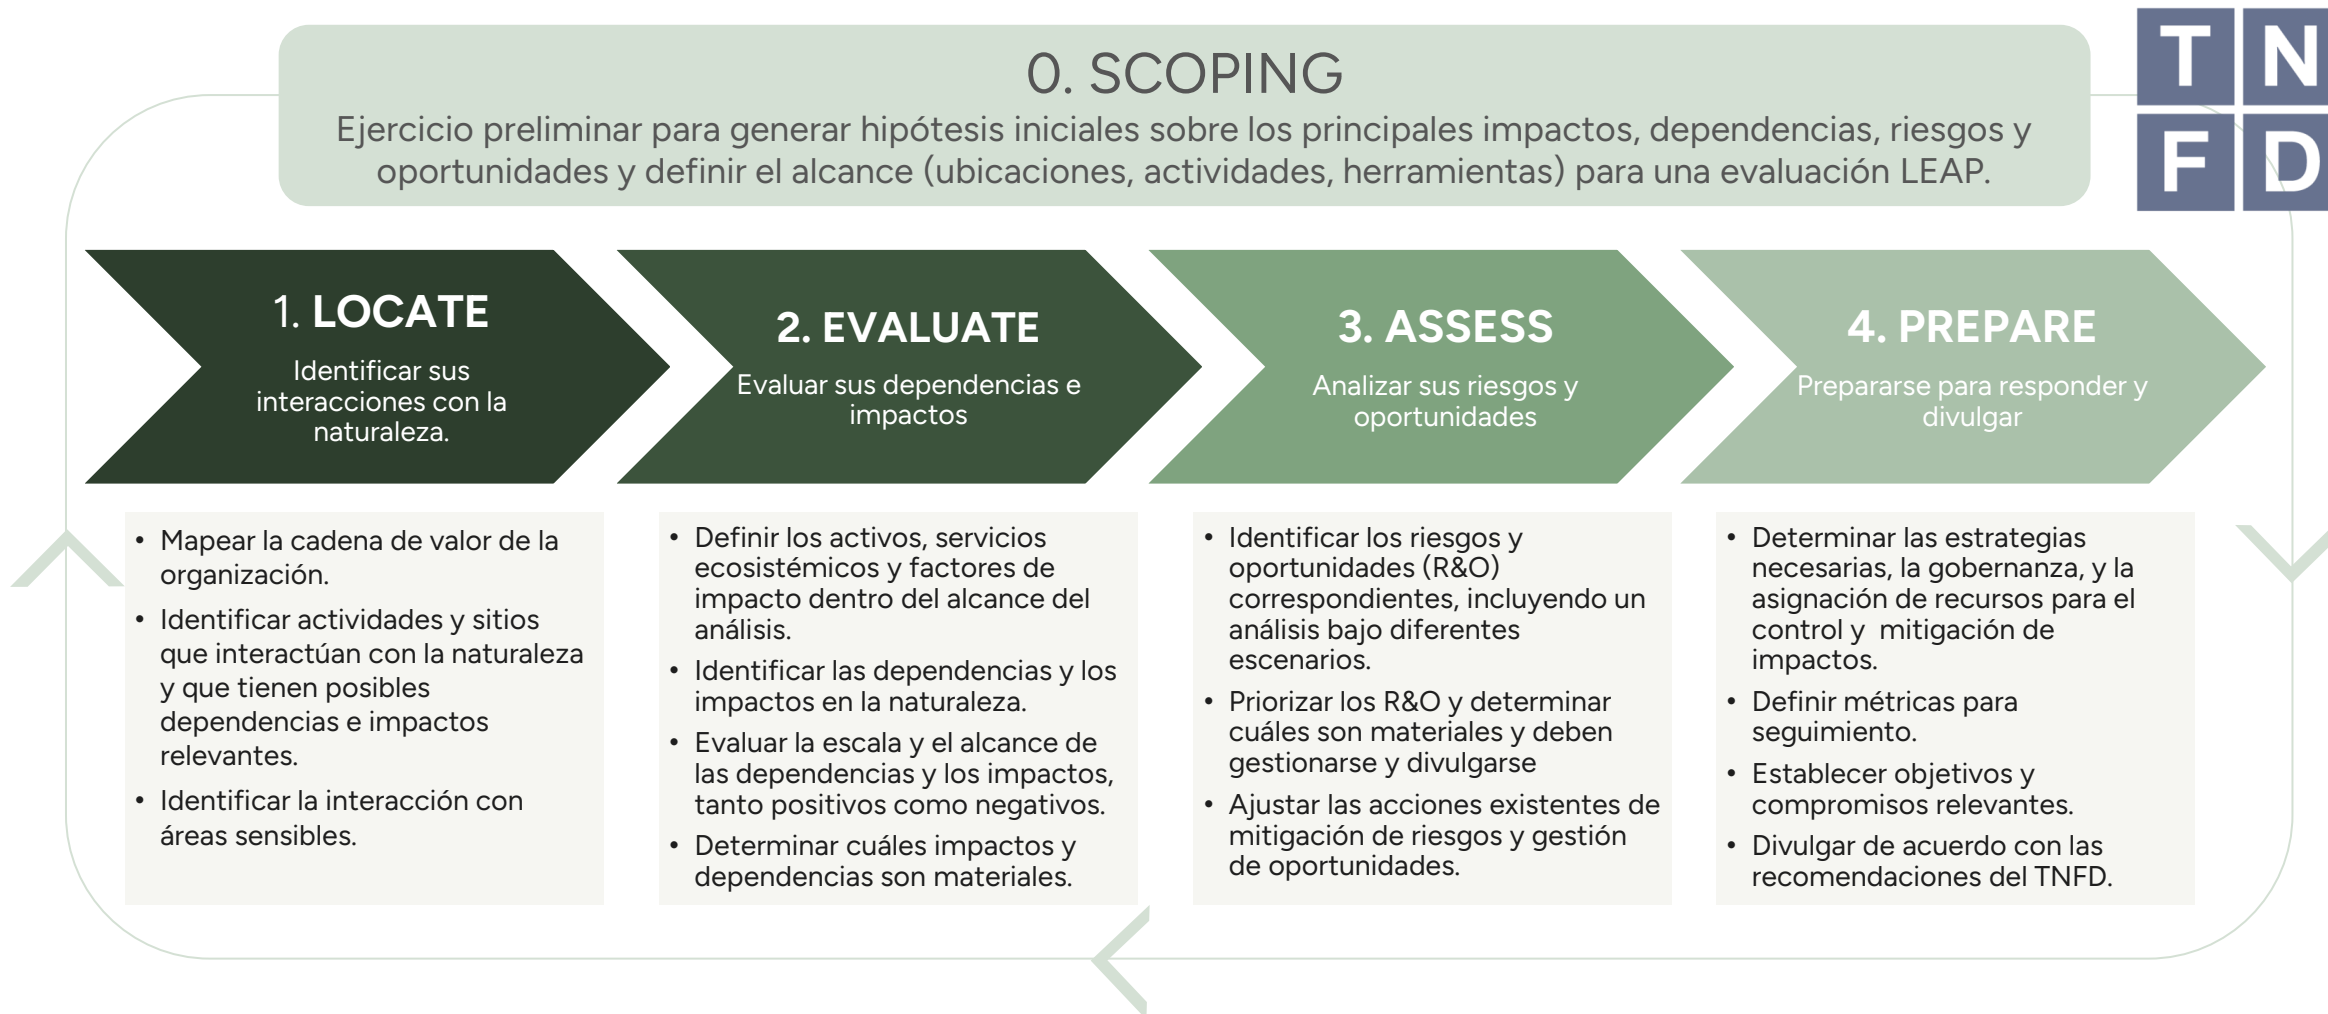 0. SCOPING
Ejercicio preliminar para generar hipótesis iniciales sobre los principales impactos, dependencias, riesgos y
oportunidades y definir el alcance (ubicaciones, actividades, herramientas) para una evaluación LEAP.
T N
F D
1. LOCATE
Identificar sus
interacciones con la
naturaleza.
2. EVALUATE
Evaluar sus dependencias e
impactos
3. ASSESS
Analizar sus riesgos y
oportunidades
4. PREPARE
Prepararse para responder y
divulgar
• Mapear la cadena de valor de la
organización.
• Identificar actividades y sitios
que interactúan con la naturaleza
y que tienen posibles
dependencias e impactos
relevantes.
• Identificar la interacción con
áreas sensibles.
• Definir los activos, servicios
ecosistémicos y factores de
impacto dentro del alcance del
análisis.
• Identificar las dependencias y los
impactos en la naturaleza.
• Evaluar la escala y el alcance de
las dependencias y los impactos,
tanto positivos como negativos.
• Determinar cuáles impactos y
dependencias son materiales.
• Identificar los riesgos y
oportunidades (R&O)
correspondientes, incluyendo un
análisis bajo diferentes
escenarios.
• Priorizar los R&O y determinar
cuáles son materiales y deben
gestionarse y divulgarse
• Ajustar las acciones existentes de
mitigación de riesgos y gestión
de oportunidades.
• Determinar las estrategias
necesarias, la gobernanza, y la
asignación de recursos para el
control y  mitigación de
impactos.
• Definir métricas para
seguimiento.
• Establecer objetivos y
compromisos relevantes.
• Divulgar de acuerdo con las
recomendaciones del TNFD.